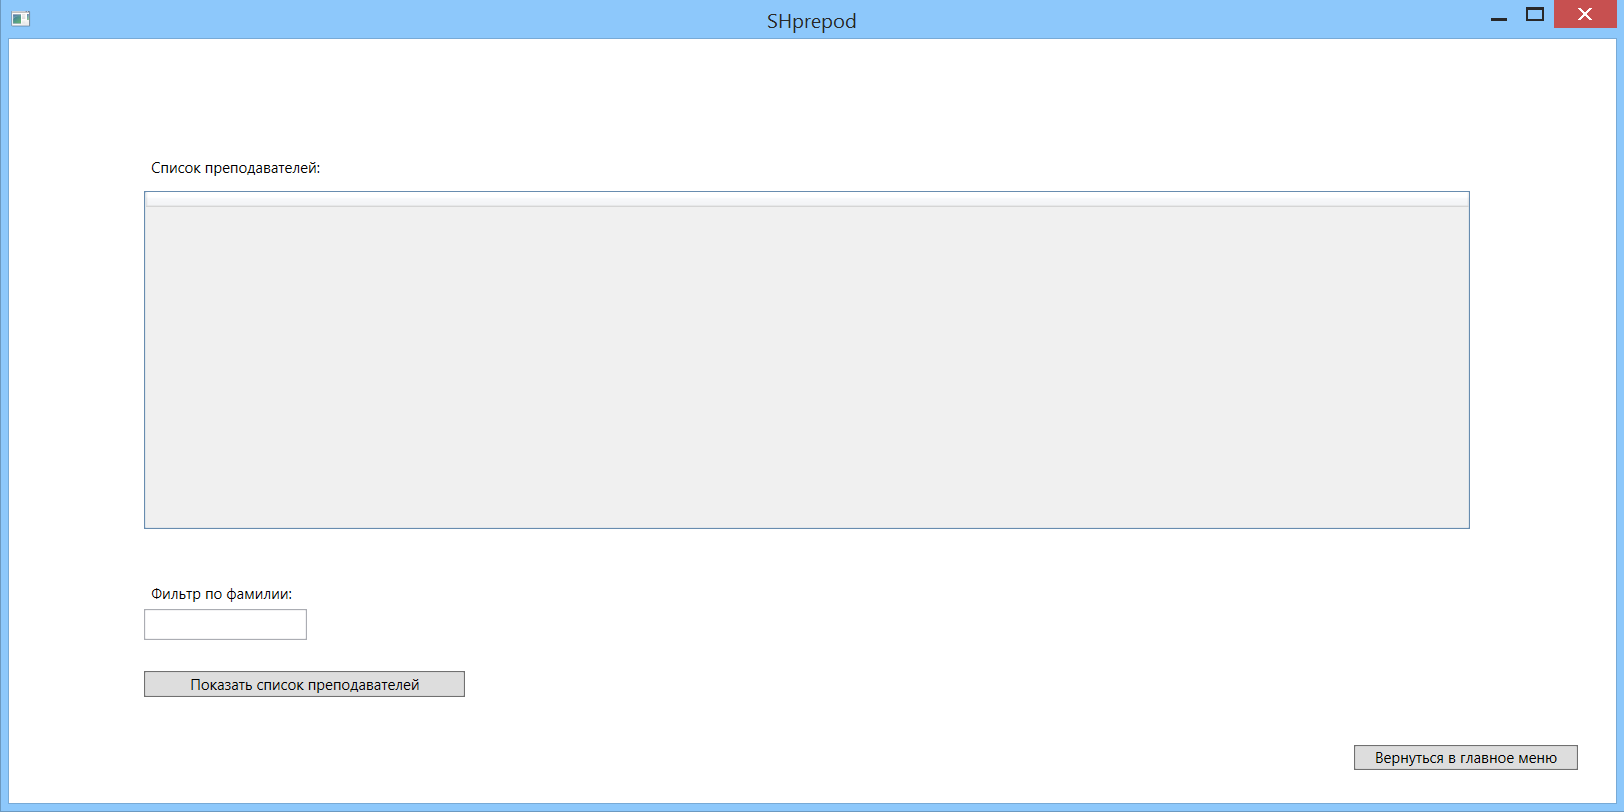 SHprepod
Список преподавателей:
Фильтр по фамилии:
Показать список преподавателей
Вернуться в главное меню